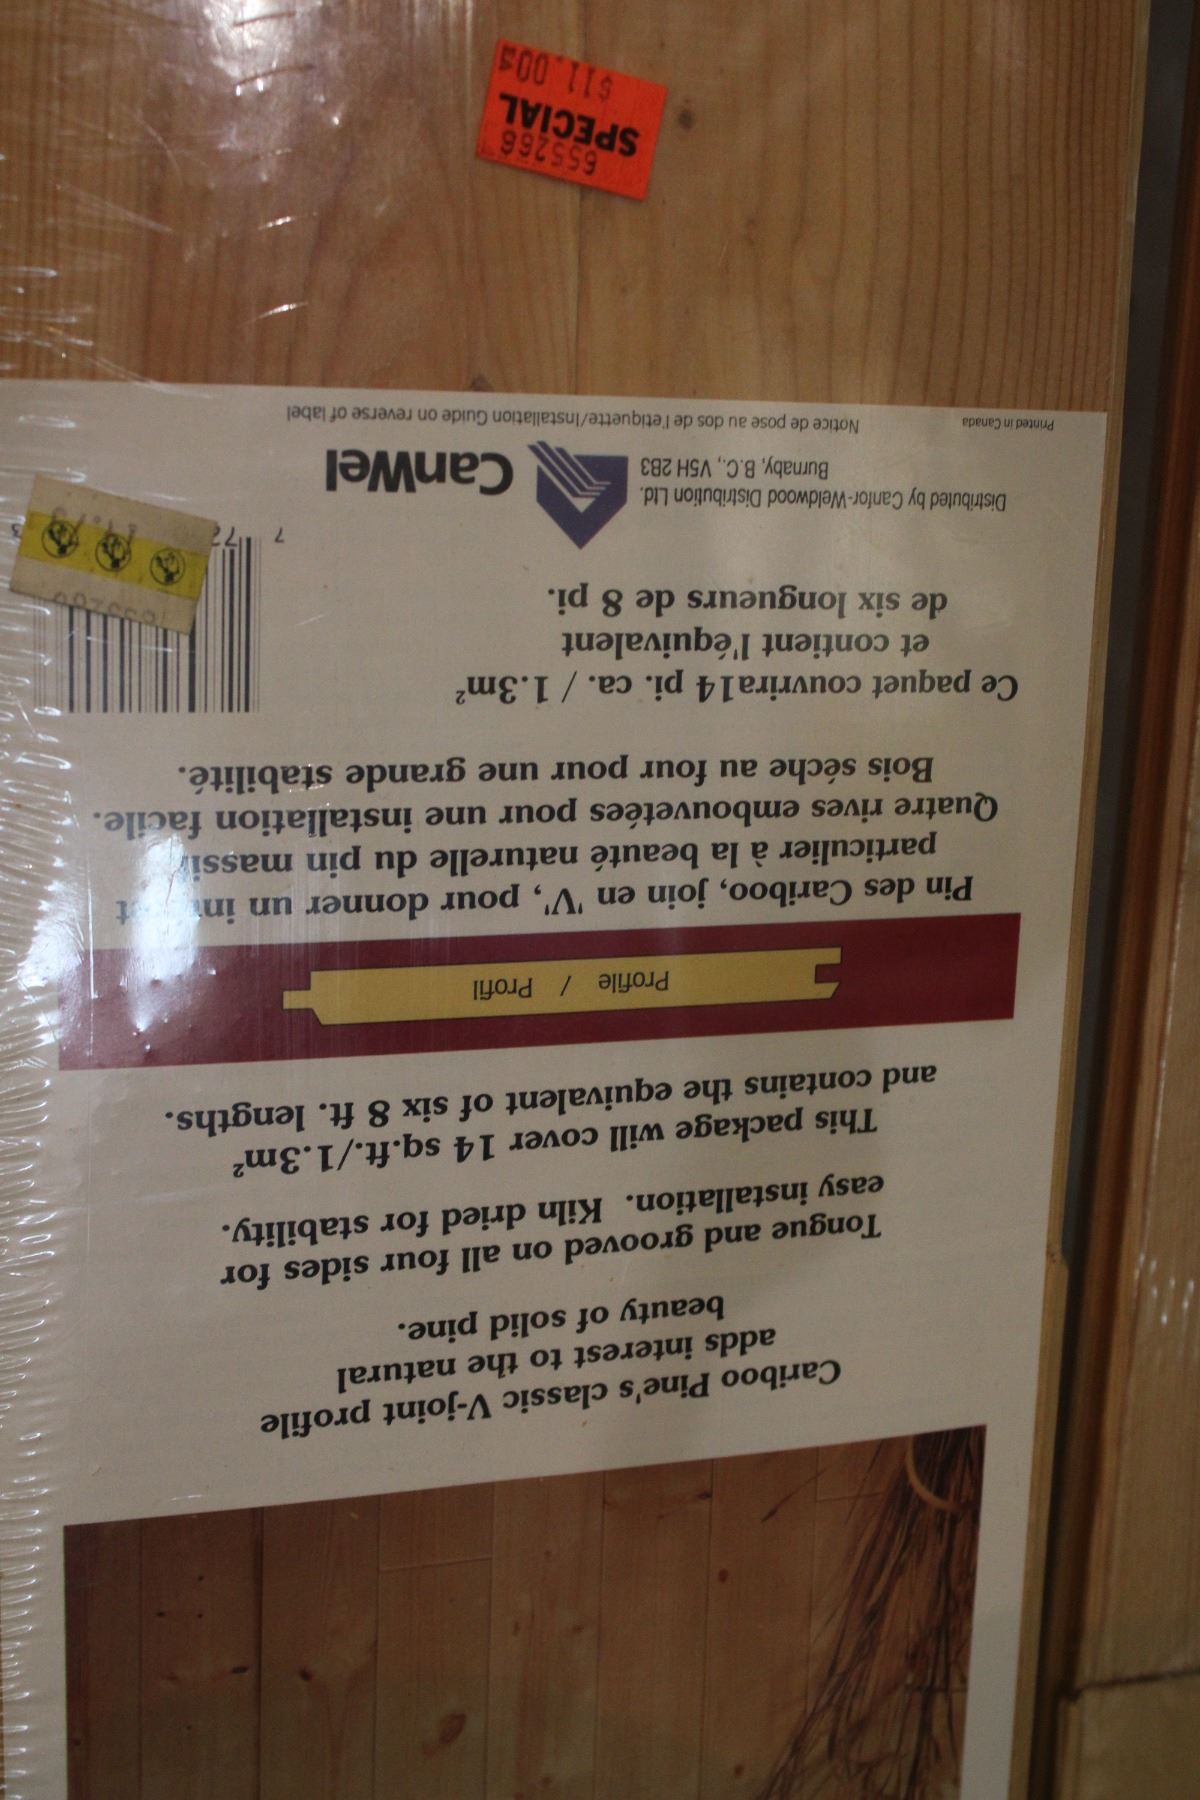 Cariboo Pine's classic V-joint profile
adds interest to the natural
beauty of solid pine.
Tongue and grooved on all four sides for
easy installation. Kiln dried for stability.
This package will cover 14 sq.ft./1.3m²
and contains the equivalent of six 8 ft. lengths.
Profile / Profil
Pin des Cariboo, join en 'V', pour donner un
particulier à la beauté naturelle du pin massif
Quatre rives embouvetées pour une installation facile.
Bois séche au four pour une grande stabilité.
Ce paquet couvrira14 pi. ca. / 1.3m²
et contient l'équivalent
de six longueurs de 8 pi.
7 72
3
Distributed by Canfor-Weldwood Distribution Ltd.
Burnaby, B.C., V5H 2B3
CanWel
Printed in Canada
Notice de pose au dos de l'etiquette/Installation Guide on reverse of label
655266
SPECIAL
$11.00